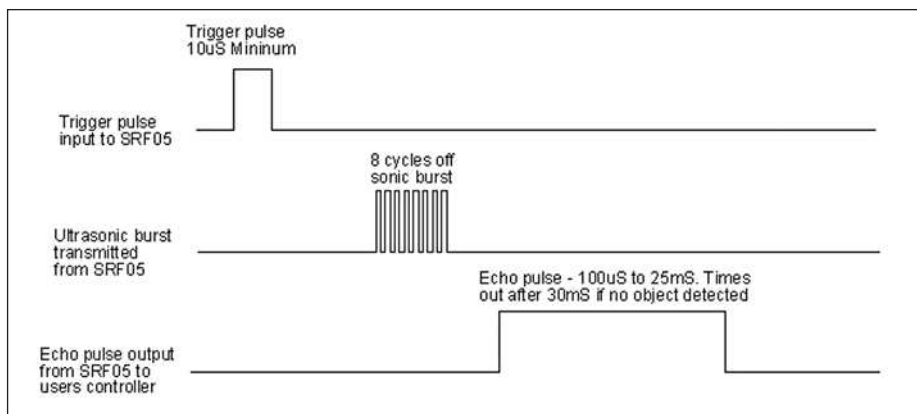 Trigger pulse
10uS Mininum
Trigger pulse
input to SRF05
8 cycles off
sonic burst
Ultrasonic burst
transmitted
from SRF05
Echo pulse - 100uS to 25mS. Times
out after 30mS if no object detected
Echo pulse output
from SRF05 to
users controller